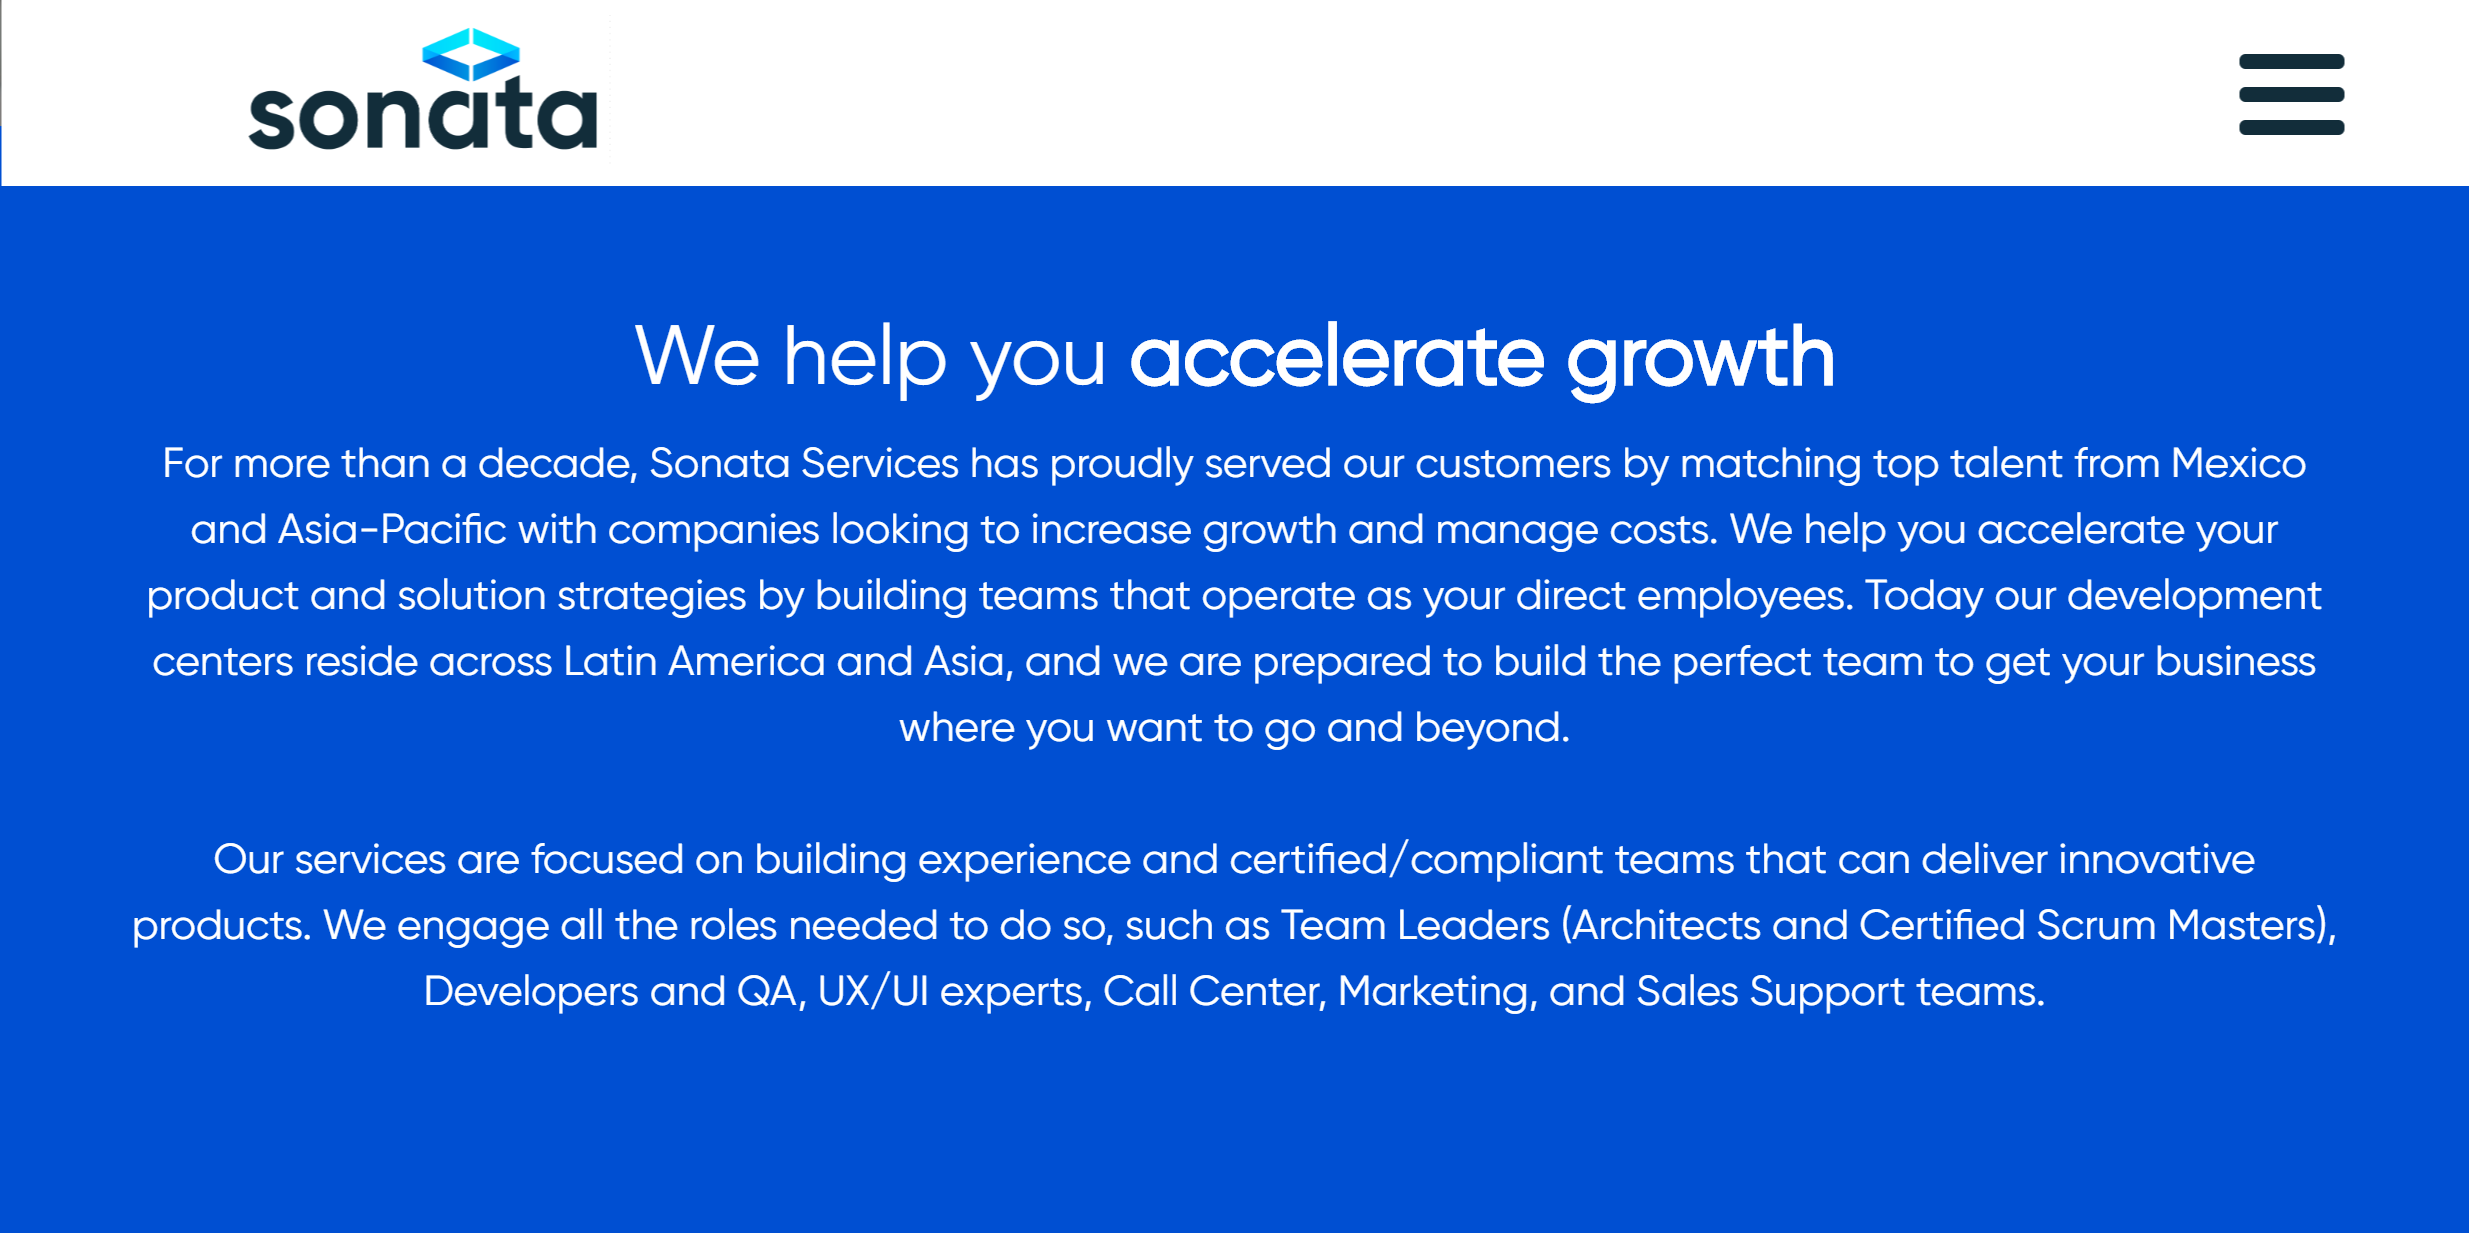 sonata
We help you accelerate growth
For more than a decade, Sonata Services has proudly served our customers by matching top talent from Mexico
and Asia-Pacific with companies looking to increase growth and manage costs. We help you accelerate your
product and solution strategies by building teams that operate as your direct employees. Today our development
centers reside across Latin America and Asia, and we are prepared to build the perfect team to get your business
where you want to go and beyond.
Our services are focused on building experience and certified/compliant teams that can deliver innovative
products. We engage all the roles needed to do so, such as Team Leaders (Architects and Certified Scrum Masters),
Developers and QA, UX/UI experts, Call Center, Marketing, and Sales Support teams.